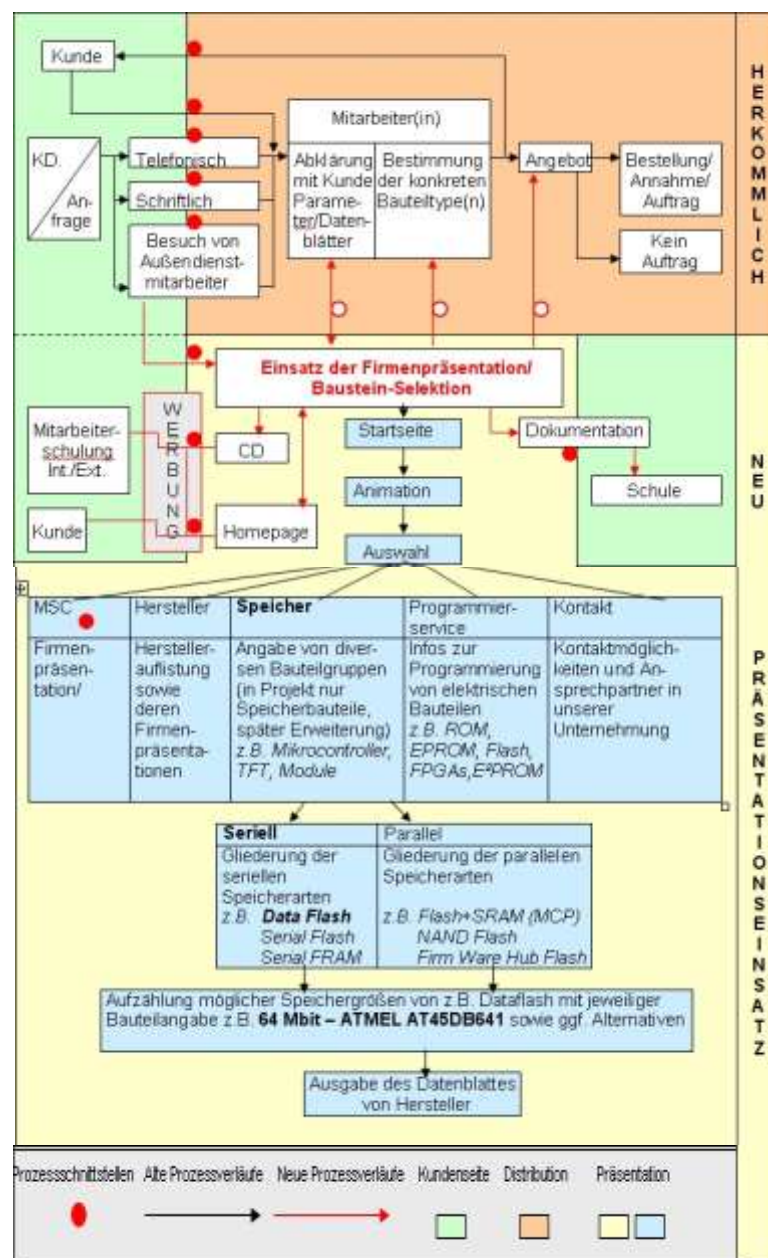 Kunde
KD.
An-
frage
Telefonisch
Schriftlich
Besuch von
Außendienst-
mitarbeiter
Mitarbeiter(in)
Abklärung
mit Kunde
Parame-
ter/Daten-
blätter
Bestimmung
der konkreten
Bauteiltype(n)
Angebot
Bestellung/
Annahme/
Auftrag
Kein
Auftrag
HERKOMMLICH
Einsatz der Firmenpräsentation/
Baustein-Selektion
Mitarbeiter-
schulung
Int./Ext.
Kunde
WERBUNG
CD
Homepage
Startseite
Animation
Auswahl
Dokumentation
Schule
NEU
MSC
Firmen-
präsen-
tation/
Hersteller
Hersteller-
auflistung
sowie
deren
Firmen-
präsenta-
tionen
Speicher
Angabe von diver-
sen Bauteilgruppen
(in Projekt nur
Speicherbauteile,
später Erweiterung)
z.B. Mikrocontroller,
TFT, Module
Programmier-
service
Infos zur
Programmierung
von elektrischen
Bauteilen
z.B. ROM,
EPROM, Flash,
FPGAs,E²PROM
Kontakt
Kontaktmöglich-
keiten und An-
sprechpartner in
unserer
Unternehmung
PRÄSENTATIONSEINSATZ
Seriell
Gliederung der
seriellen
Speicherarten
z.B. Data Flash
Serial Flash
Serial FRAM
Parallel
Gliederung der parallelen
Speicherarten
z.B. Flash+SRAM (MCP)
NAND Flash
Firm Ware Hub Flash
Aufzählung möglicher Speichergrößen von z.B. Dataflash mit jeweiliger
Bauteilangabe z.B. 64 Mbit – ATMEL AT45DB641 sowie ggf. Alternativen
Ausgabe des Datenblattes
von Hersteller
Prozessschnittstellen Alte Prozessverläufe Neue Prozessverläufe Kundenseite Distribution Präsentation